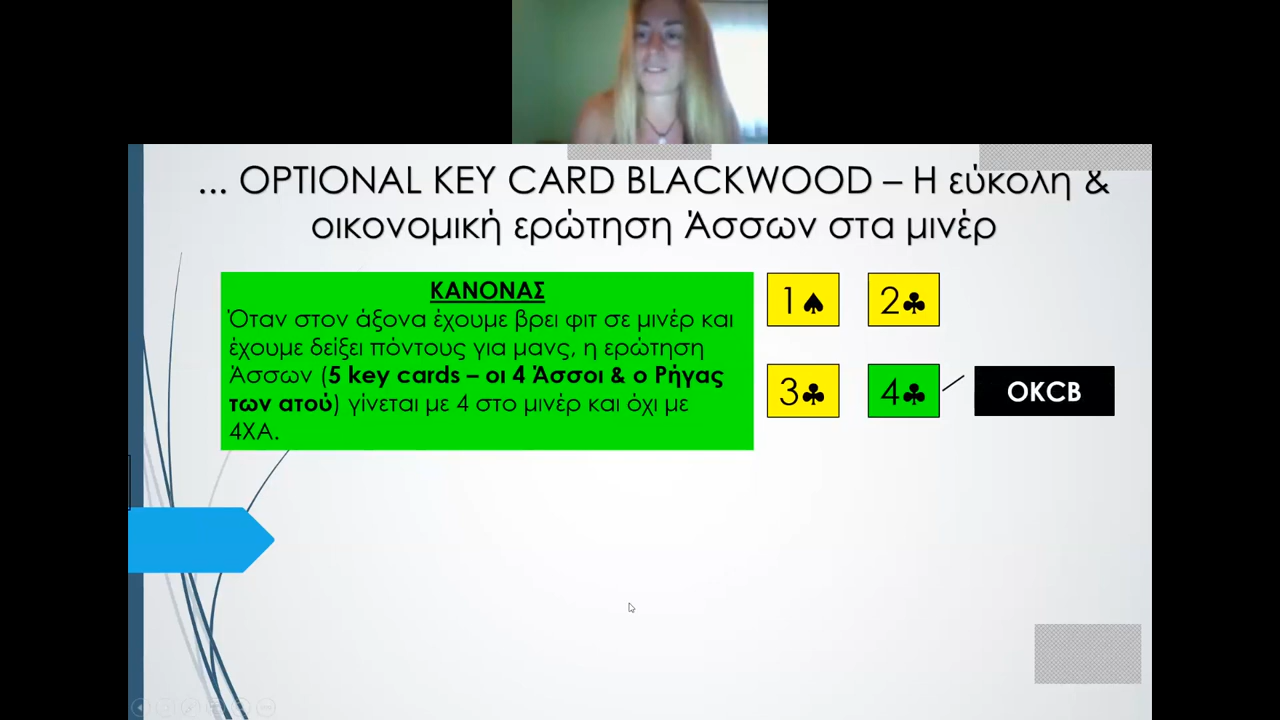 ... OPTIONAL KEY CARD BLACKWOOD – Η εύκολη &
οικονομική ερώτηση Άσσων στα μινέρ
ΚΑΝΟΝΑΣ
Όταν στον άξονα έχουμε βρει φιτ σε μινέρ και
έχουμε δείξει πόντους για μανς, η ερώτηση
Άσσων (5 key cards – οι 4 Άσσοι & ο Ρήγας
των ατού) γίνεται με 4 στο μινέρ και όχι με
4ΧΑ.
1♠ 2♣
3♣ 4♣ OKCB